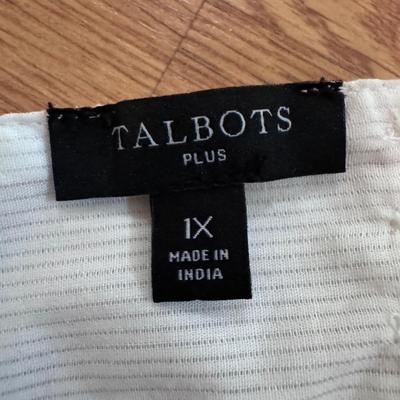 TALBOTS
PLUS
1X
MADE IN
INDIA